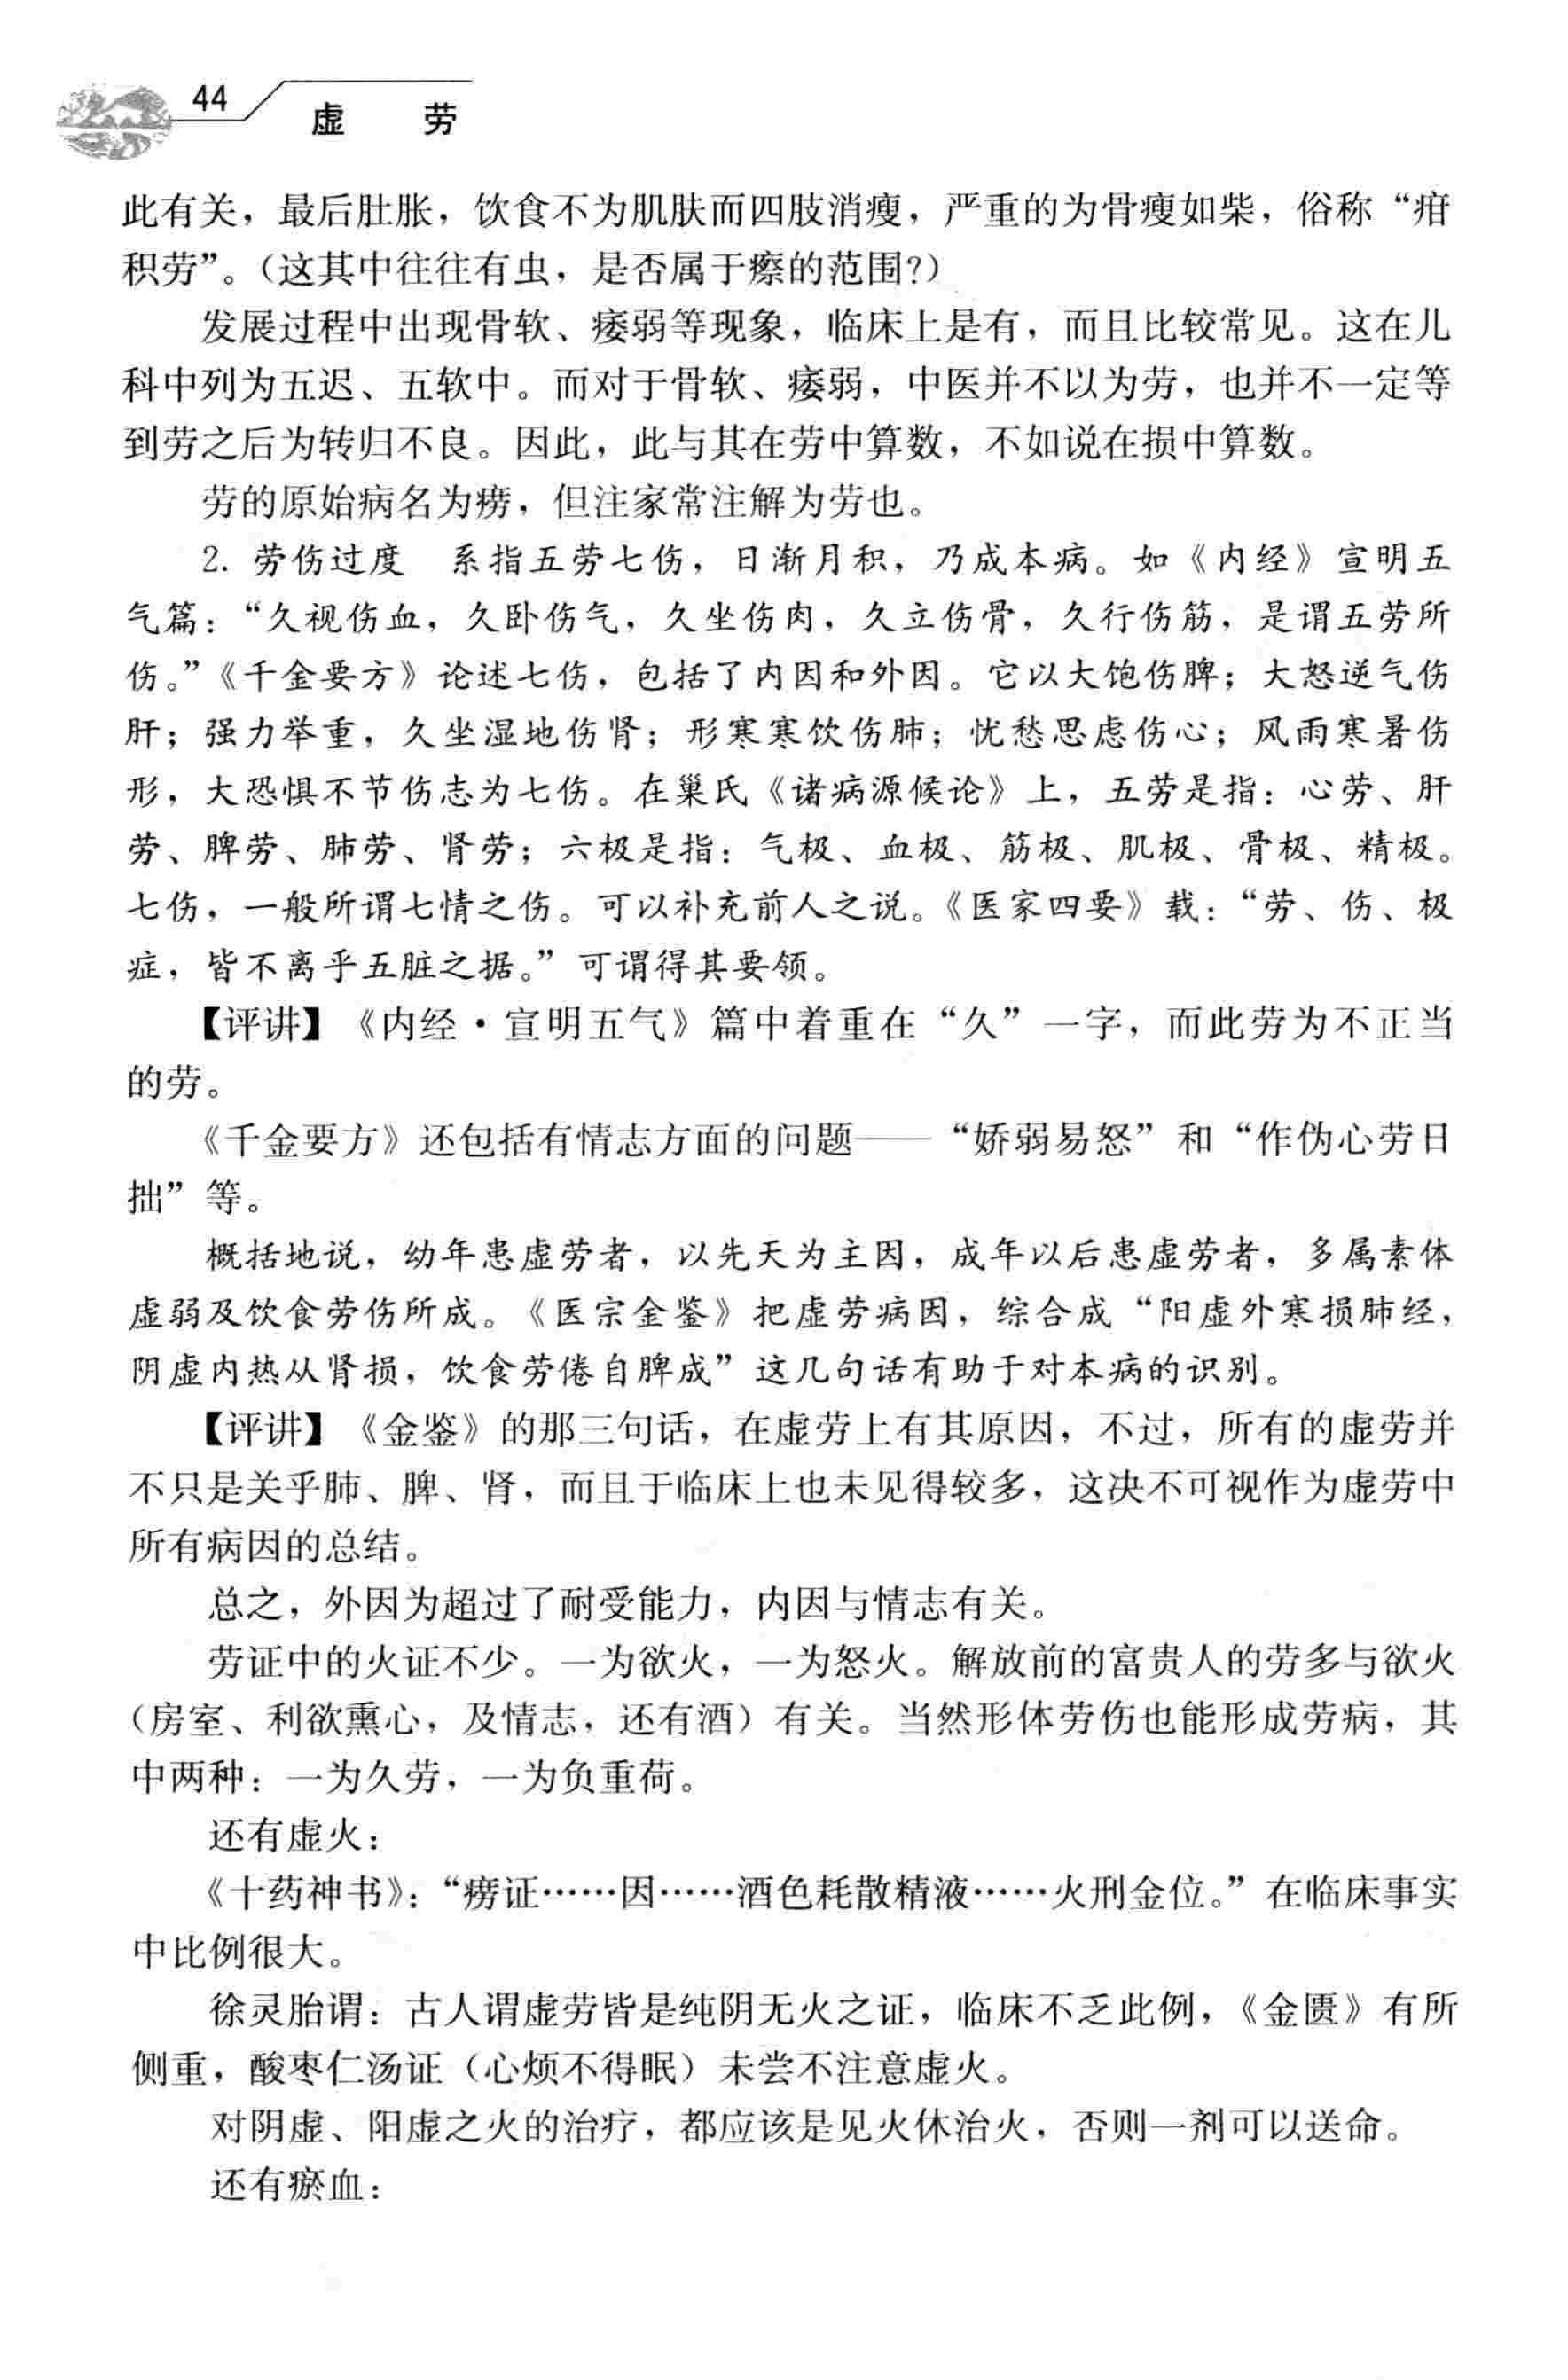 44
虚 劳
此有关，最后肚胀，饮食不为肌肤而四肢消瘦，严重的为骨瘦如柴，俗称“疳
积劳”。（这其中往往有虫，是否属于瘵的范围?）
发展过程中出现骨软、痿弱等现象，临床上是有，而且比较常见。这在儿
科中列为五迟、五软中。而对于骨软、痿弱，中医并不以为劳，也并不一定等
到劳之后为转归不良。因此，此与其在劳中算数，不如说在损中算数。
劳的原始病名为痨，但注家常注解为劳也。
2. 劳伤过度 系指五劳七伤，日渐月积，乃成本病。如《内经》宣明五
气篇：“久视伤血，久卧伤气，久坐伤肉，久立伤骨，久行伤筋，是谓五劳所
伤。”《千金要方》论述七伤，包括了内因和外因。它以大饱伤脾；大怒逆气伤
肝；强力举重，久坐湿地伤肾；形寒寒饮伤肺；忧愁思虑伤心；风雨寒暑伤
形，大恐惧不节伤志为七伤。在巢氏《诸病源候论》上，五劳是指：心劳、肝
劳、脾劳、肺劳、肾劳；六极是指：气极、血极、筋极、肌极、骨极、精极。
七伤，一般所谓七情之伤。可以补充前人之说。《医家四要》载：“劳、伤、极
症，皆不离乎五脏之据。”可谓得其要领。
【评讲】《内经·宣明五气》篇中着重在“久”一字，而此劳为不正当
的劳。
《千金要方》还包括有情志方面的问题——“娇弱易怒”和“作伪心劳日
拙”等。
概括地说，幼年患虚劳者，以先天为主因，成年以后患虚劳者，多属素体
虚弱及饮食劳伤所成。《医宗金鉴》把虚劳病因，综合成“阳虚外寒损肺经，
阴虚内热从肾损，饮食劳倦自脾成”这几句话有助于对本病的识别。
【评讲】《金鉴》的那三句话，在虚劳上有其原因，不过，所有的虚劳并
不只是关乎肺、脾、肾，而且于临床上也未见得较多，这决不可视作为虚劳中
所有病因的总结。
总之，外因为超过了耐受能力，内因与情志有关。
劳证中的火证不少。一为欲火，一为怒火。解放前的富贵人的劳多与欲火
（房室、利欲熏心，及情志，还有酒）有关。当然形体劳伤也能形成劳病，其
中两种：一为久劳，一为负重荷。
还有虚火：
《十药神书》：“痨证……因……酒色耗散精液……火刑金位。”在临床事实
中比例很大。
徐灵胎谓：古人谓虚劳皆是纯阴无火之证，临床不乏此例，《金匮》有所
侧重，酸枣仁汤证（心烦不得眠）未尝不注意虚火。
对阴虚、阳虚之火的治疗，都应该是见火休治火，否则一剂可以送命。
还有瘀血：